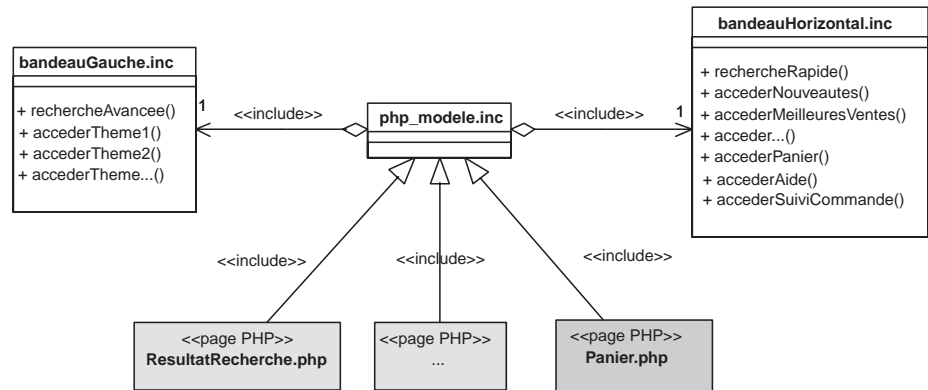 bandeauGauche.inc
+ rechercheAvancee()
+ accederTheme1()
+ accederTheme2()
+ accederTheme...()
1
<<include>>
php_modele.inc
<<include>>
1
bandeauHorizontal.inc
+ rechercheRapide()
+ accederNouveautes()
+ accederMeilleuresVentes()
+ acceder...()
+ accederPanier()
+ accederAide()
+ accederSuiviCommande()
<<include>>
<<include>>
<<include>>
<<page PHP>>
ResultatRecherche.php
<<page PHP>>
...
<<page PHP>>
Panier.php